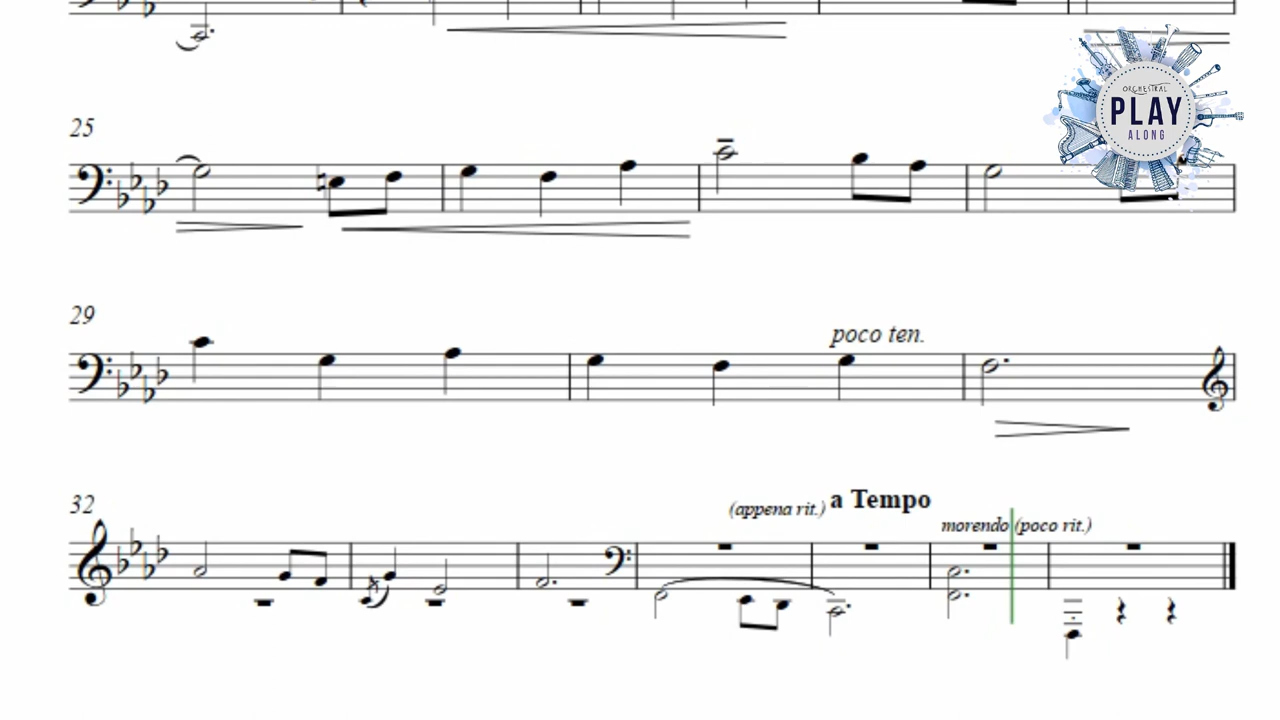 ORCHESTRAL
PLAY
ALONG
25
29
poco ten.
32
(appena rit.) a Tempo
morendo (poco rit.)